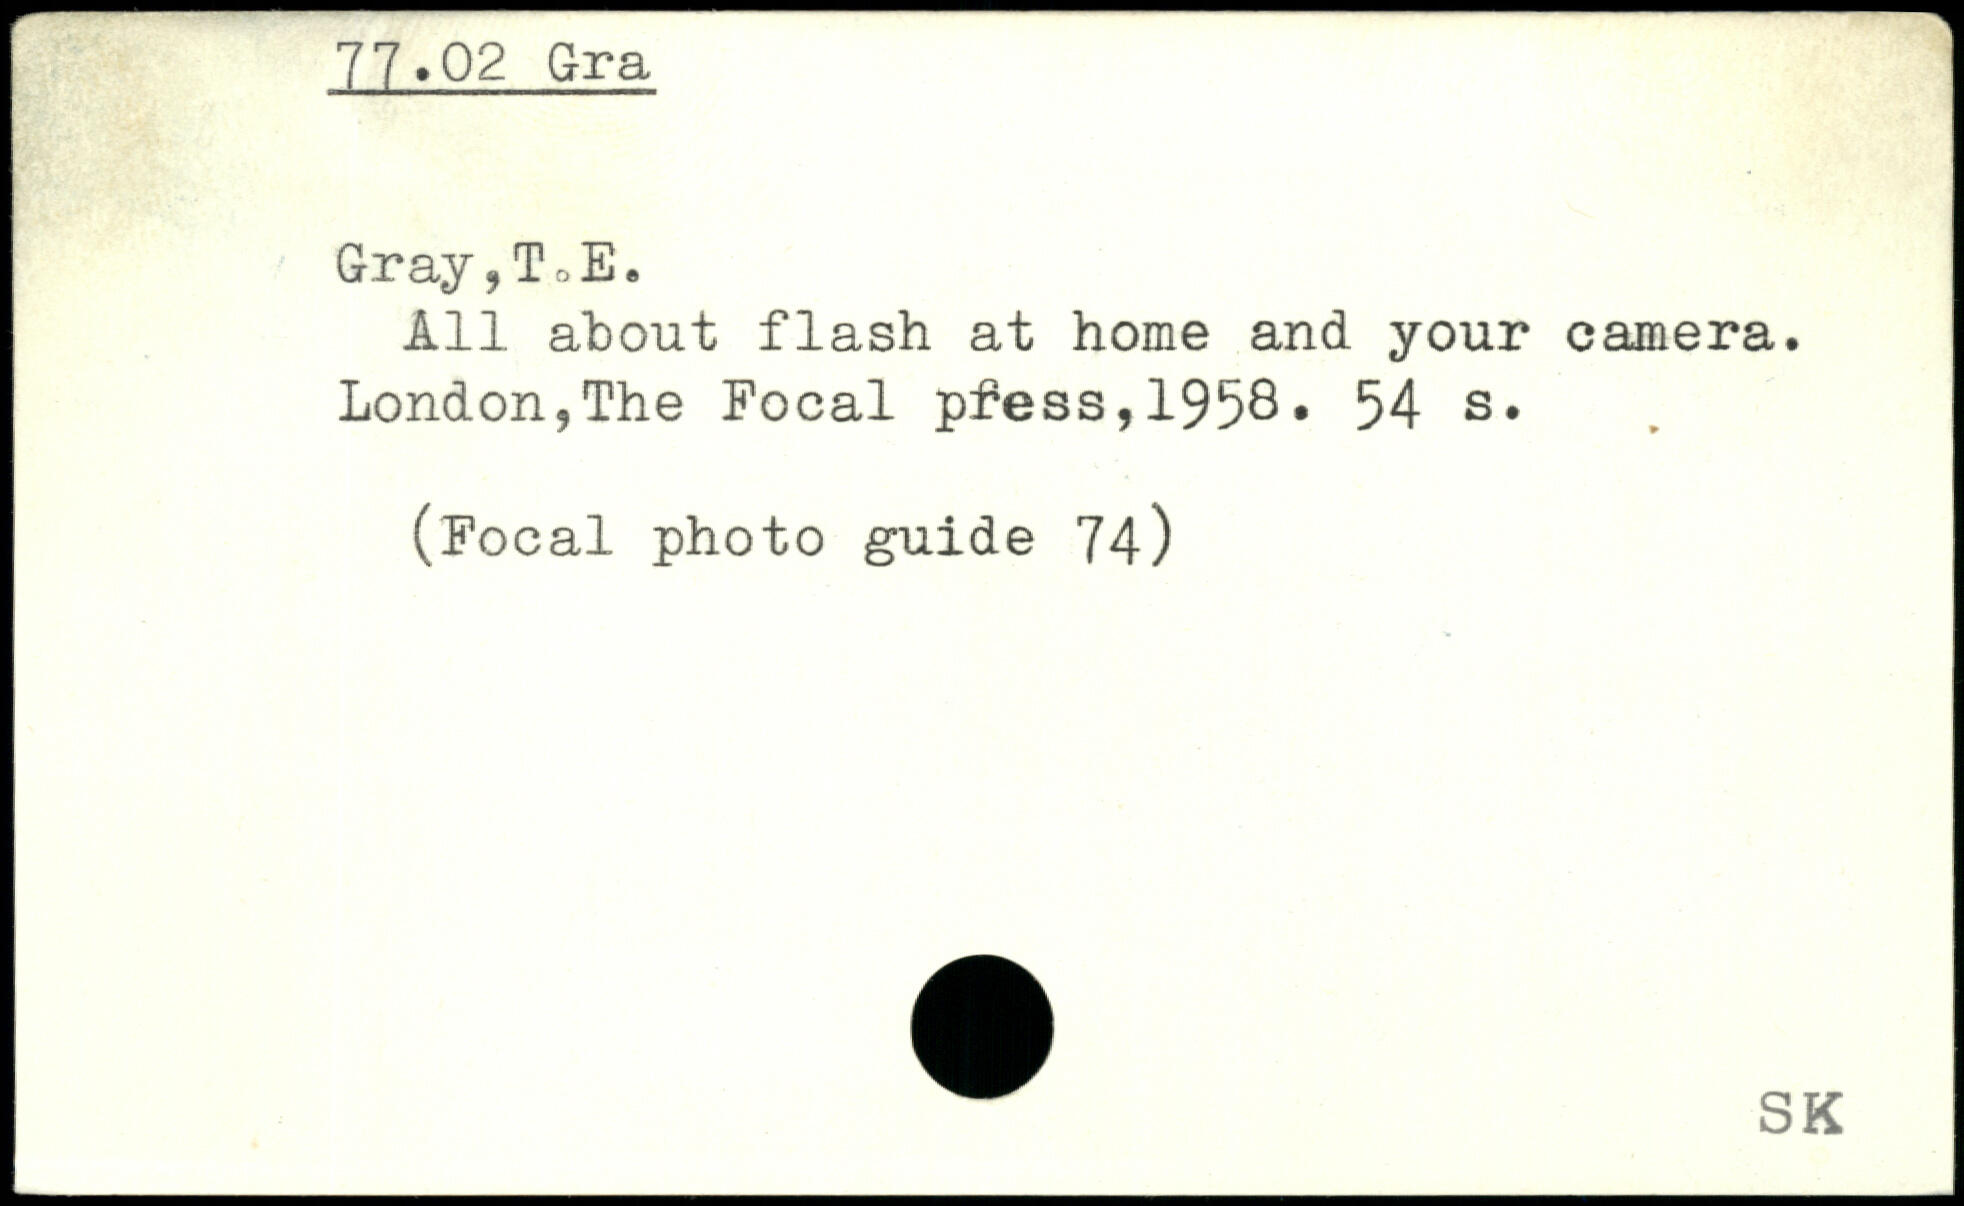 77.02 Gra
Gray,T.E.
All about flash at home and your camera.
London,The Focal press,1958. 54 s.
(Focal photo guide 74)
SK